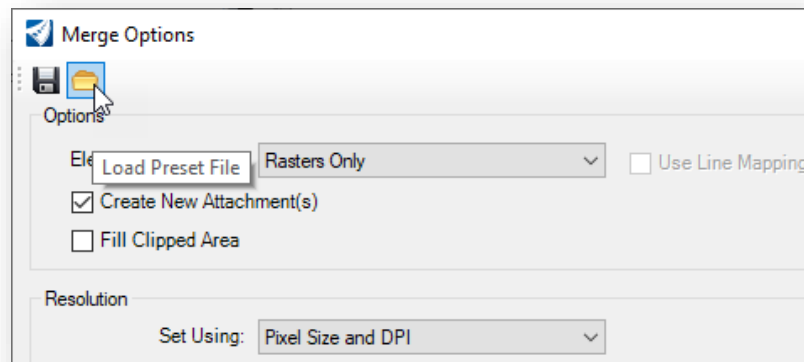 Merge Options
Options
Ele
Load Preset File
Rasters Only
Use Line Mapping
Create New Attachment(s)
Fill Clipped Area
Resolution
Set Using: Pixel Size and DPI